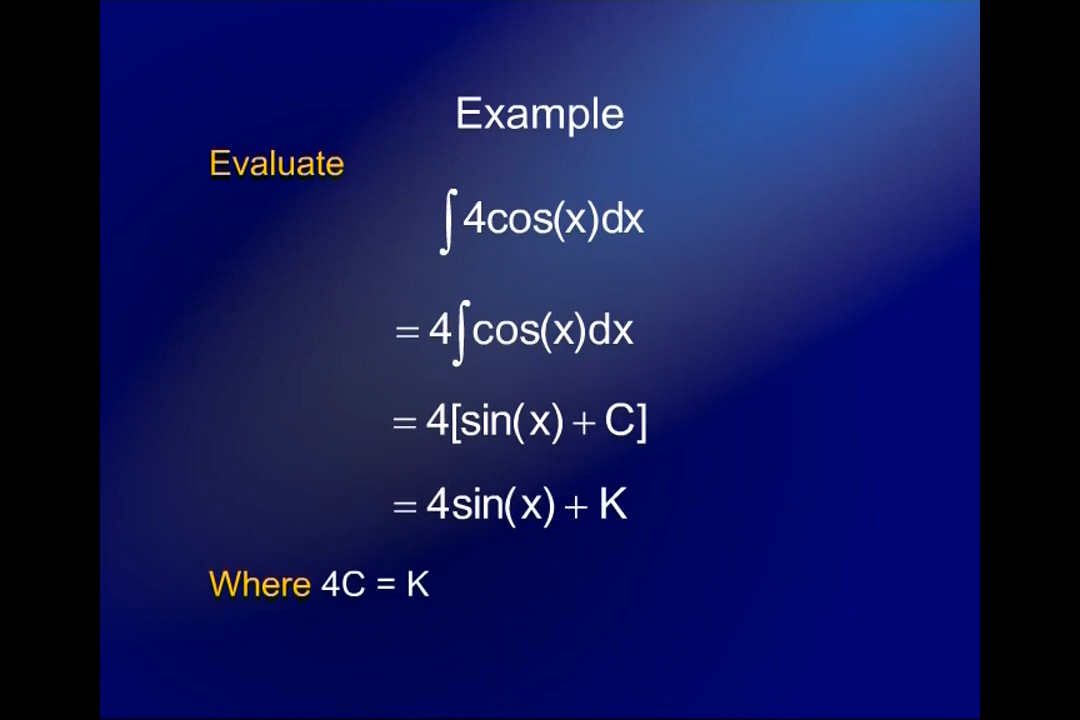 Example
Evaluate
∫4cos(x)dx
= 4∫cos(x)dx
= 4[sin(x) + C]
= 4sin(x) + K
Where 4C = K